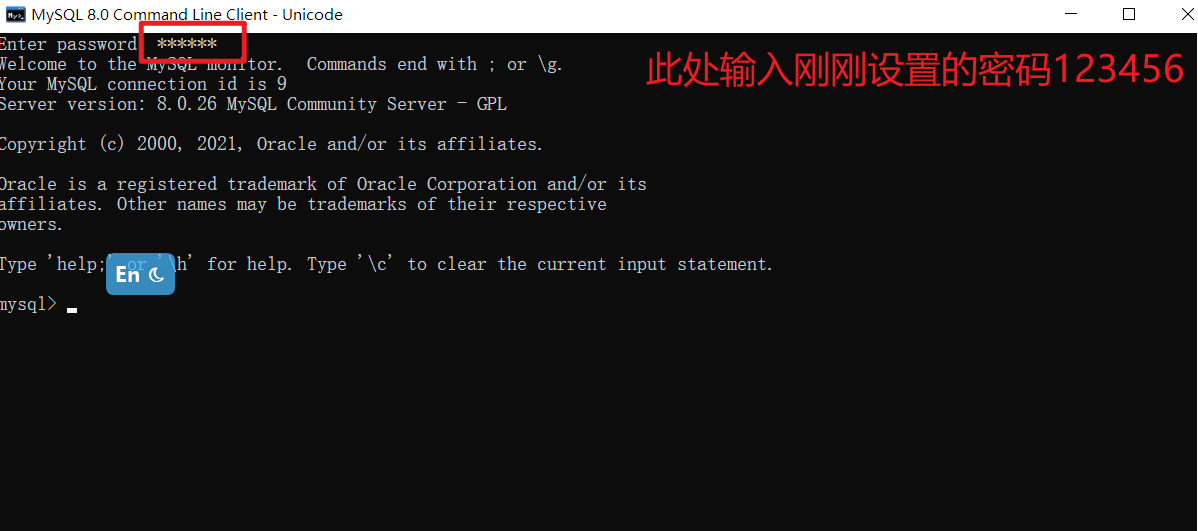 MySQL 8.0 Command Line Client - Unicode
Enter password: ******
此处输入刚刚设置的密码123456
Welcome to the MySQL monitor.  Commands end with ; or \g.
Your MySQL connection id is 9
Server version: 8.0.26 MySQL Community Server - GPL
Copyright (c) 2000, 2021, Oracle and/or its affiliates.
Oracle is a registered trademark of Oracle Corporation and/or its
affiliates. Other names may be trademarks of their respective
owners.
Type 'help;' or '\h' for help. Type '\c' to clear the current input statement.
En
mysql>